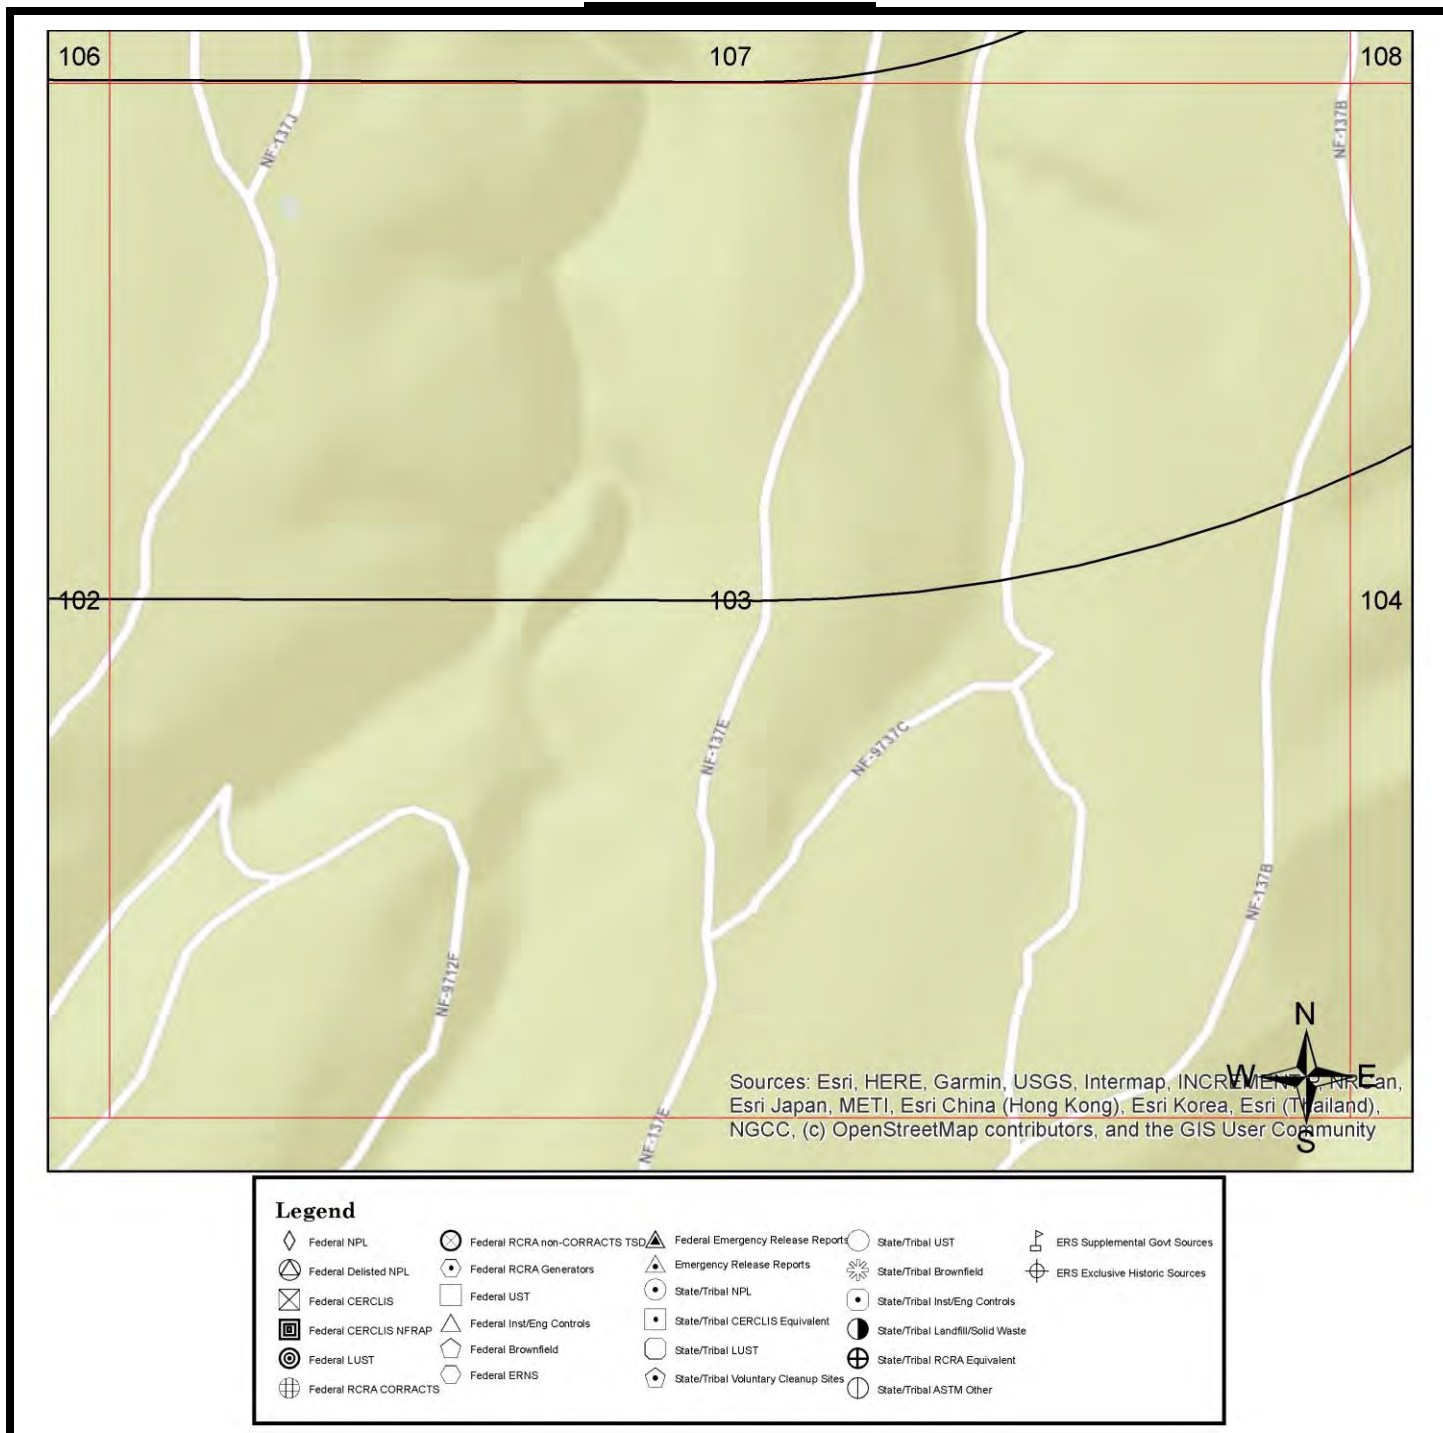 106
107
108
NF-137J
NF-137B
102
103
104
NF-137E
NF-9737C
NF-137B
NF-9712F
N
W
E
S
Sources: Esri, HERE, Garmin, USGS, Intermap, INCREMENT
Esri Japan, METI, Esri China (Hong Kong), Esri Korea, Esri (Thailand),
NGCC, (c) OpenStreetMap contributors, and the GIS User Community
NF-137E
Legend
Federal NPL
Federal Delisted NPL
Federal CERCLIS
Federal CERCLIS NFRAP
Federal LUST
Federal RCRA CORRACTS
Federal RCRA non-CORRACTS TSD
Federal RCRA Generators
Federal UST
Federal Inst/Eng Controls
Federal Brownfield
Federal ERNS
Federal Emergency Release Reports
Emergency Release Reports
State/Tribal NPL
State/Tribal CERCLIS Equivalent
State/Tribal LUST
State/Tribal Voluntary Cleanup Sites
State/Tribal UST
State/Tribal Brownfield
State/Tribal Inst/Eng Controls
State/Tribal Landfill/Solid Waste
State/Tribal RCRA Equivalent
State/Tribal ASTM Other
ERS Supplemental Govt Sources
ERS Exclusive Historic Sources